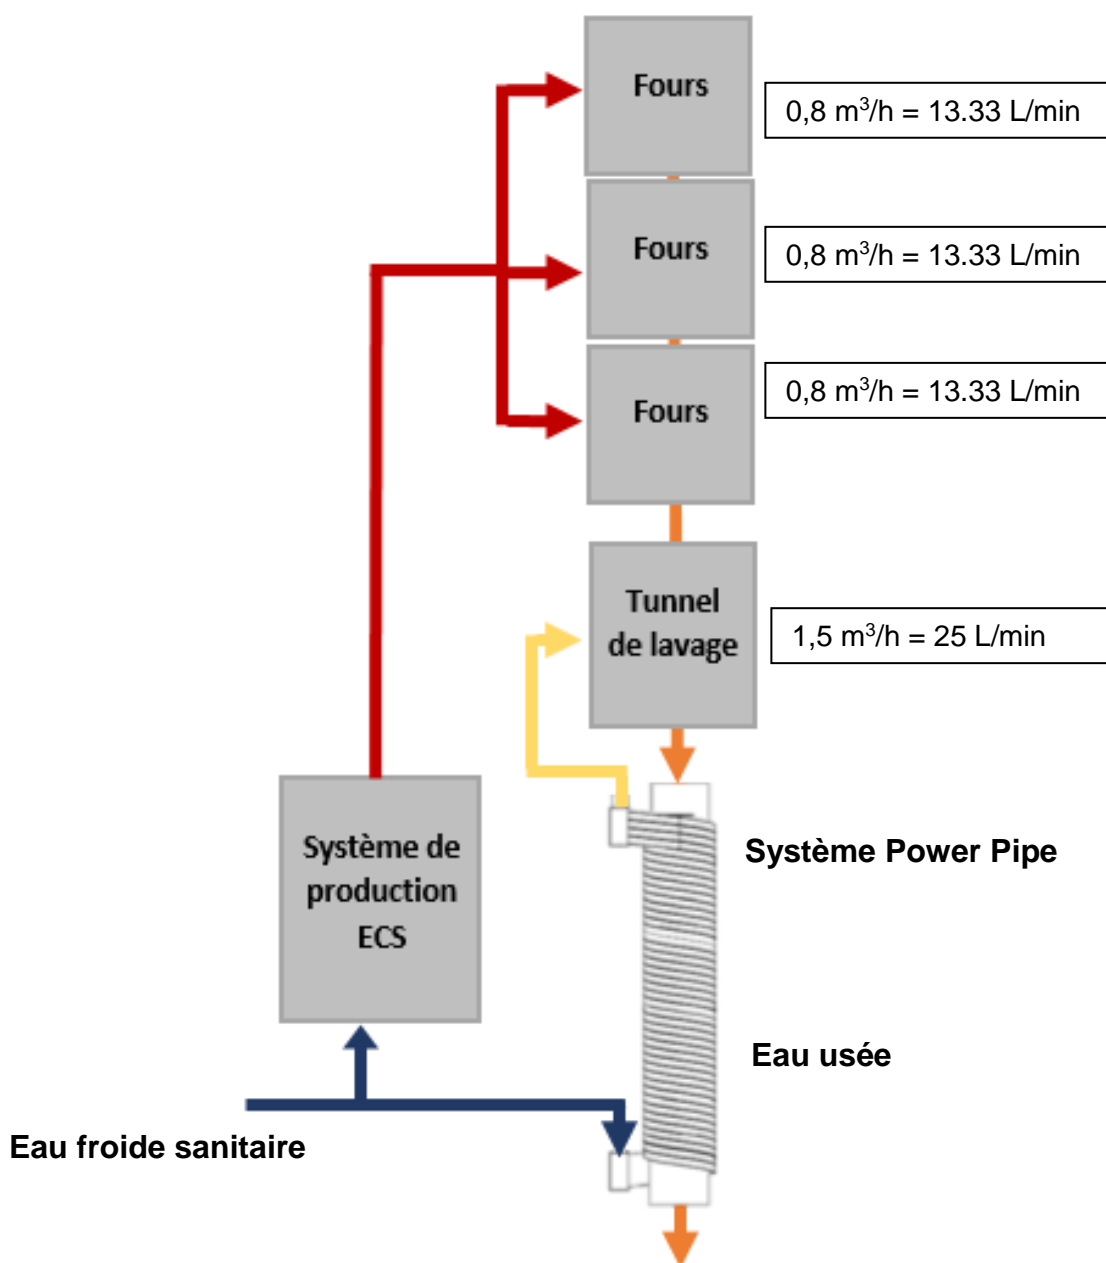 Fours
0,8 m³/h = 13.33 L/min
Fours
0,8 m³/h = 13.33 L/min
Fours
0,8 m³/h = 13.33 L/min
Tunnel
de lavage
1,5 m³/h = 25 L/min
Système de
production
ECS
Système Power Pipe
Eau usée
Eau froide sanitaire